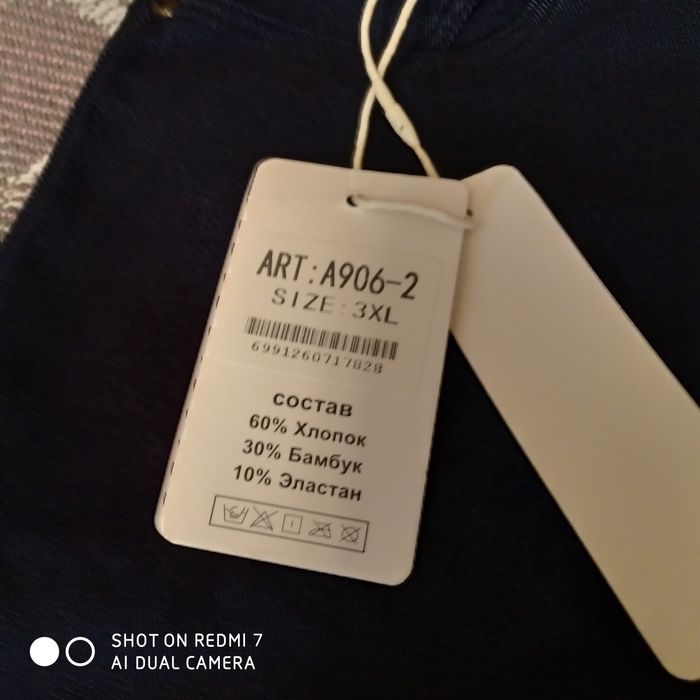 ART:A906-2
SIZE:3XL
6991260717828
состав
60% Хлопок
30% Бамбук
10% Эластан
SHOT ON REDMI 7
AI DUAL CAMERA